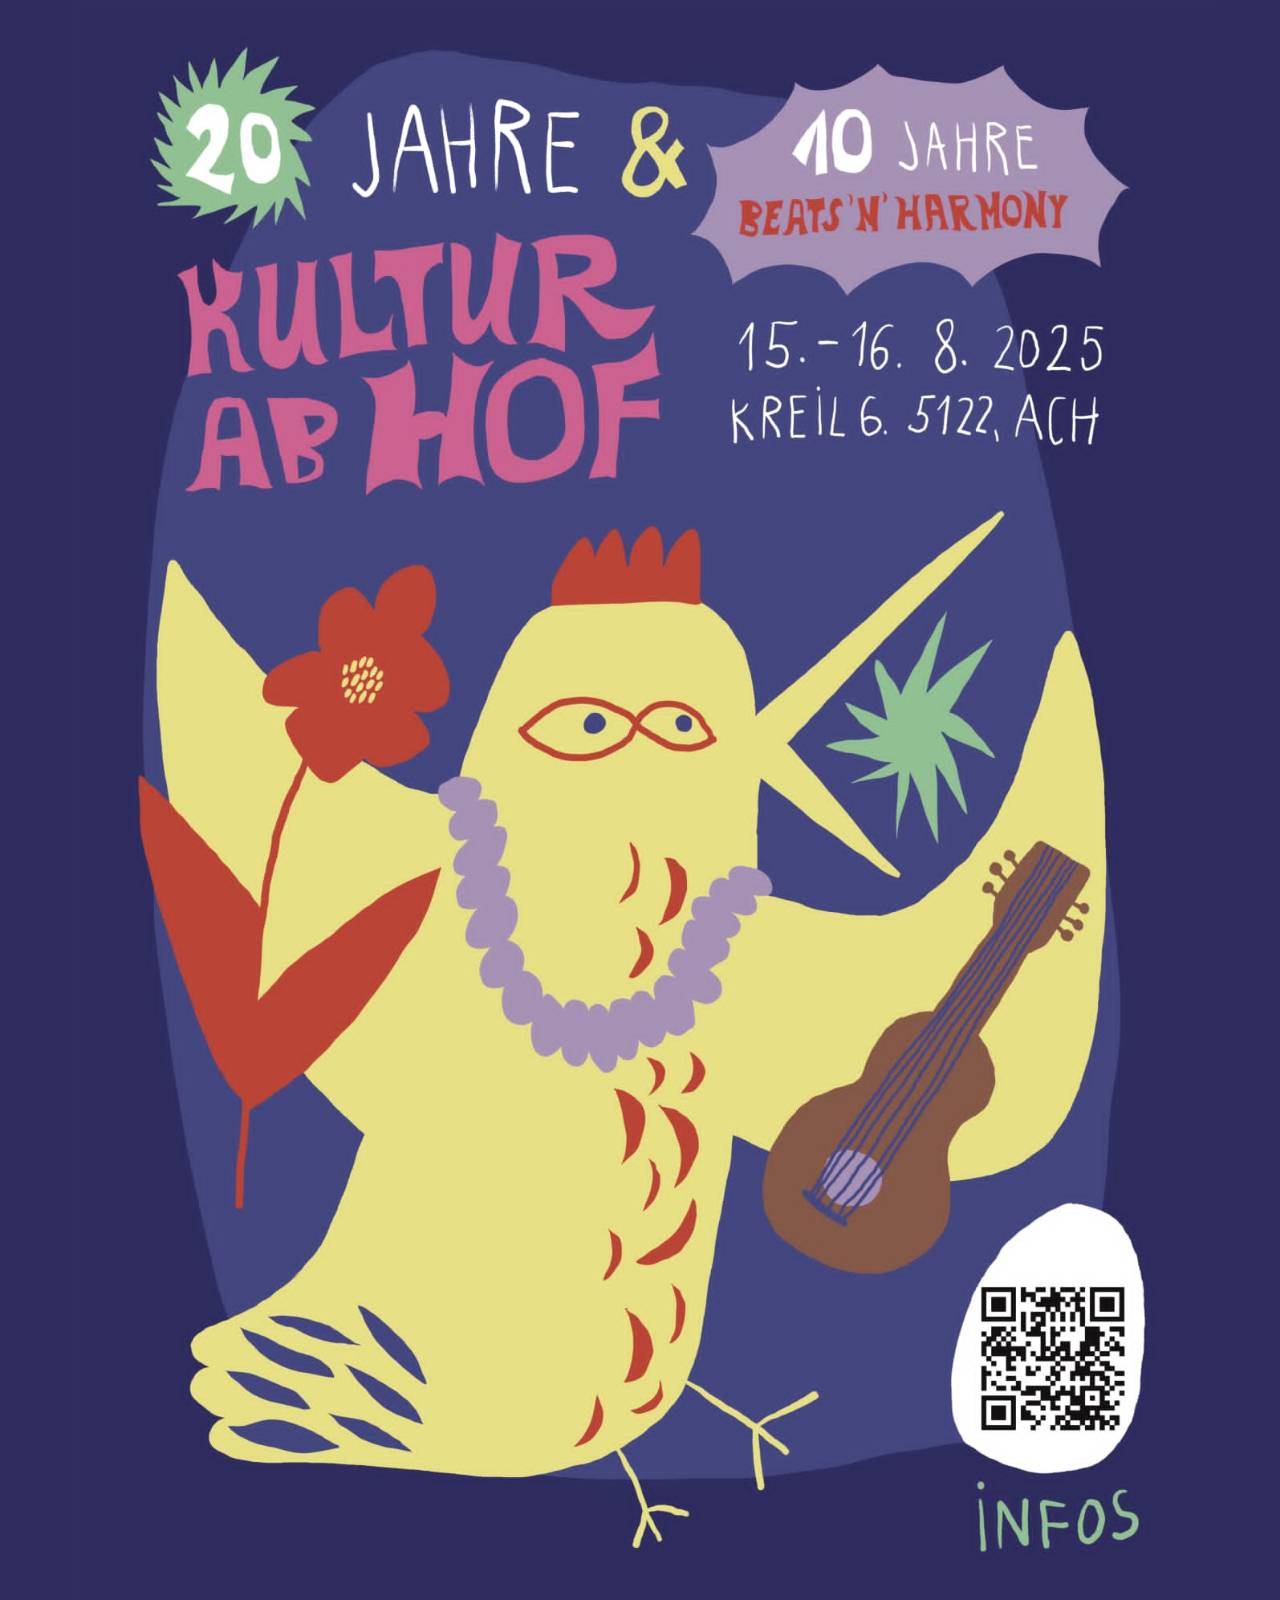 20 JAHRE &
10 JAHRE
BEATS'N'HARMONY
KULTUR
AB HOF
15.-16. 8. 2025
KREIL 6. 5122, ACH
iNFOS